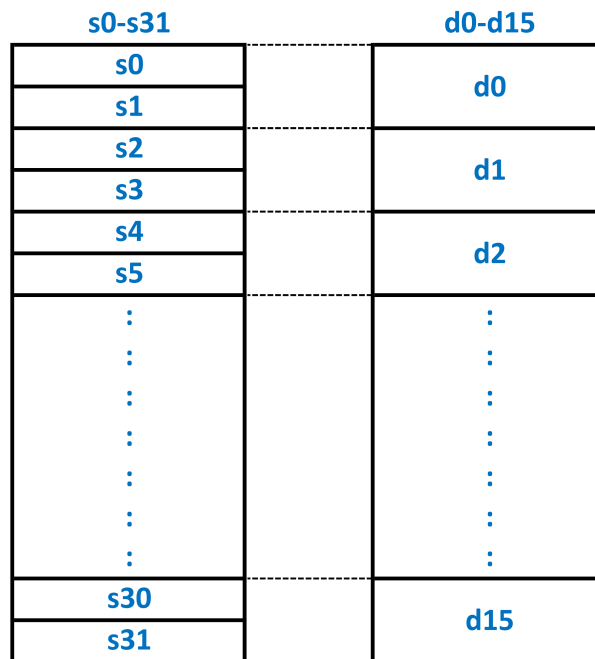 s0-s31 d0-d15
s0
d0
s1
s2
d1
s3
s4
d2
s5
: :
: :
: :
: :
: :
: :
: :
s30
d15
s31